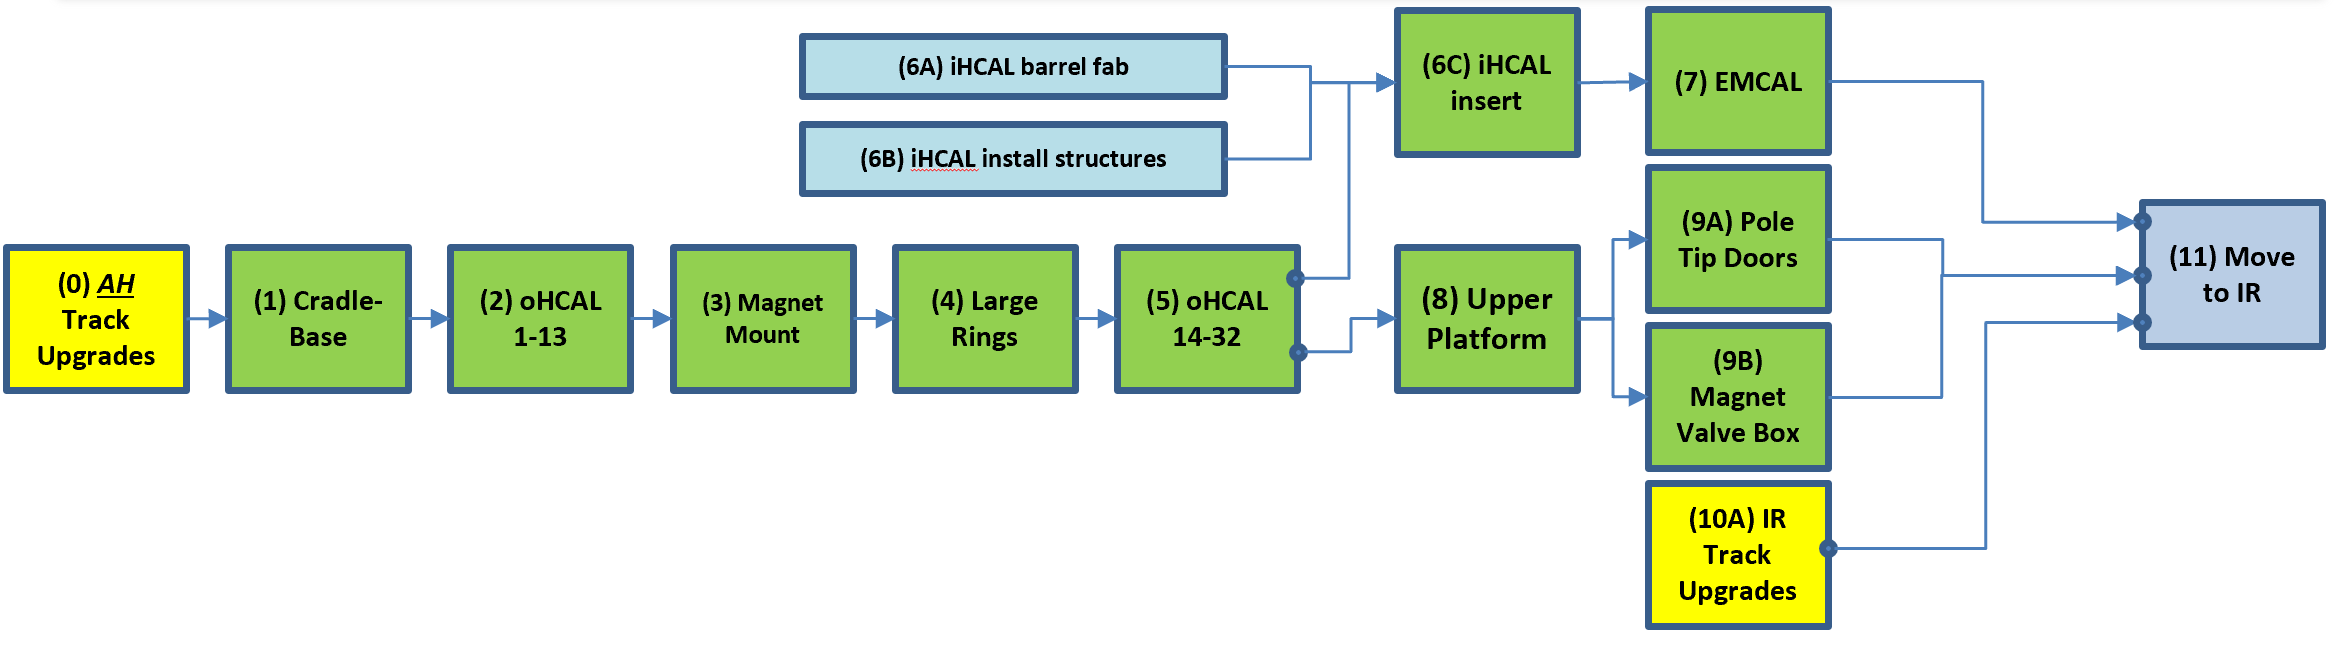 (6A) iHCAL barrel fab
(6B) iHCAL install structures
(6C) iHCAL
insert
(7) EMCAL
(0) AH
Track
Upgrades
(1) Cradle-
Base
(2) oHCAL
1-13
(3) Magnet
Mount
(4) Large
Rings
(5) oHCAL
14-32
(8) Upper
Platform
(9A) Pole
Tip Doors
(9B)
Magnet
Valve Box
(10A) IR
Track
Upgrades
(11) Move
to IR